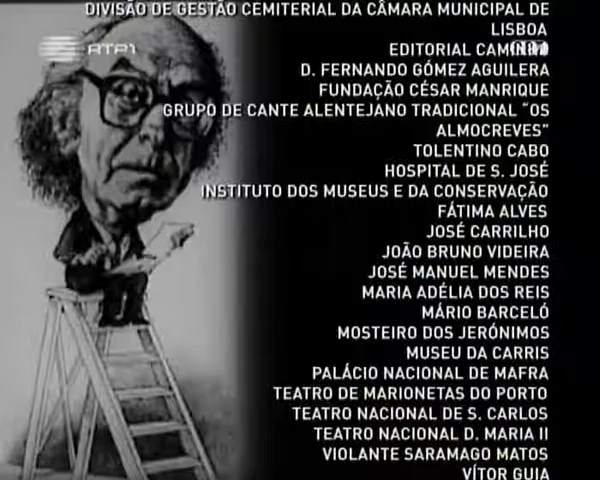 DIVISÃO DE GESTÃO CEMITERIAL DA CÂMARA MUNICIPAL DE
LISBOA
RTP1
EDITORIAL
D. FERNANDO GÓMEZ AGUILERA
FUNDAÇÃO CÉSAR MANRIQUE
GRUPO DE CANTE ALENTEJANO TRADICIONAL “OS
ALMOCREVES”
TOLENTINO CABO
HOSPITAL DE S. JOSÉ
INSTITUTO DOS MUSEUS E DA CONSERVAÇÃO
FÁTIMA ALVES
JOSÉ CARRILHO
JOÃO BRUNO VIDEIRA
JOSÉ MANUEL MENDES
MARIA ADÉLIA DOS REIS
MÁRIO BARCELÓ
MOSTEIRO DOS JERÓNIMOS
MUSEU DA CARRIS
PALÁCIO NACIONAL DE MAFRA
TEATRO DE MARIONETAS DO PORTO
TEATRO NACIONAL DE S. CARLOS
TEATRO NACIONAL D. MARIA II
VIOLANTE SARAMAGO MATOS
VÍTOR GUIA